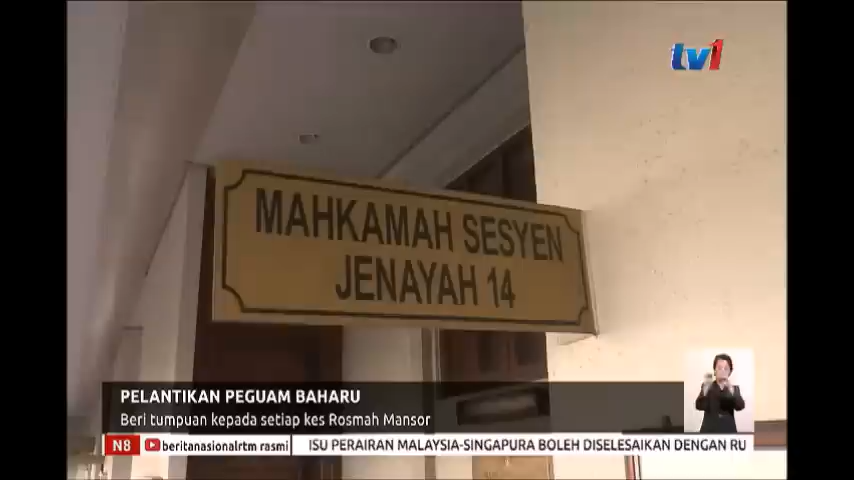 tv1
MAHKAMAH SESYEN
JENAYAH 14
PELANTIKAN PEGUAM BAHARU
Beri tumpuan kepada setiap kes Rosmah Mansor
N8 beritanasionalrtm rasmi ISU PERAIRAN MALAYSIA-SINGAPURA BOLEH DISELESAIKAN DENGAN RU